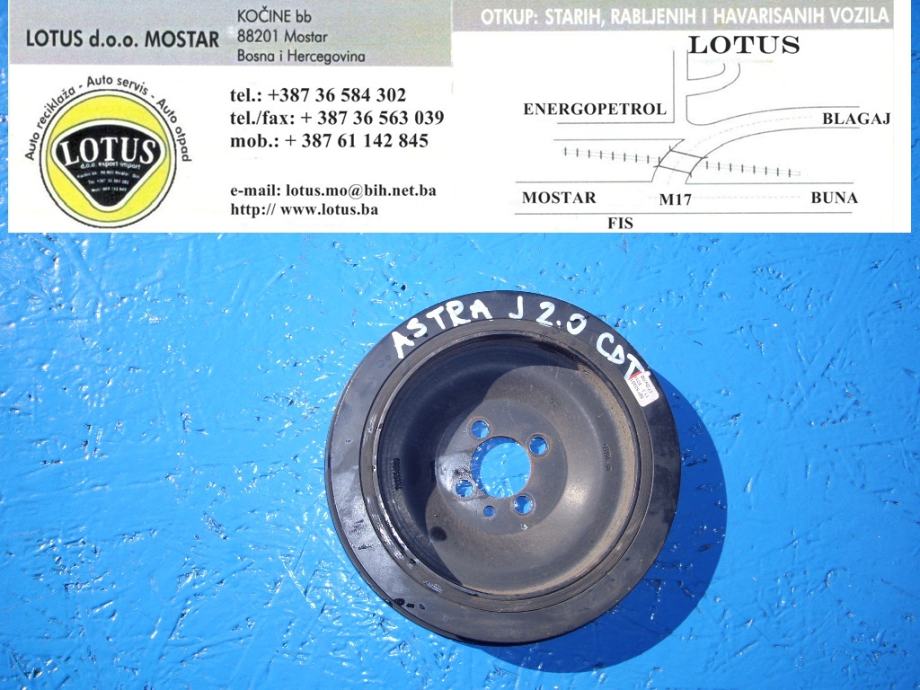 LOTUS d.o.o. MOSTAR
KOČINE bb
88201 Mostar
Bosna i Hercegovina
Auto reciklaža - Auto servis - Auto otpad
LOTUS
d.o.o. export-import
tel.: +387 36 584 302
tel./fax: + 387 36 563 039
mob.: + 387 61 142 845
e-mail: lotus.mo@bih.net.ba
http:// www.lotus.ba
OTKUP: STARIH, RABLJENIH I HAVARISANIH VOZILA
LOTUS
ENERGOPETROL
BLAGAJ
MOSTAR
M17
BUNA
FIS
ASTRA J 2.0 CDTI